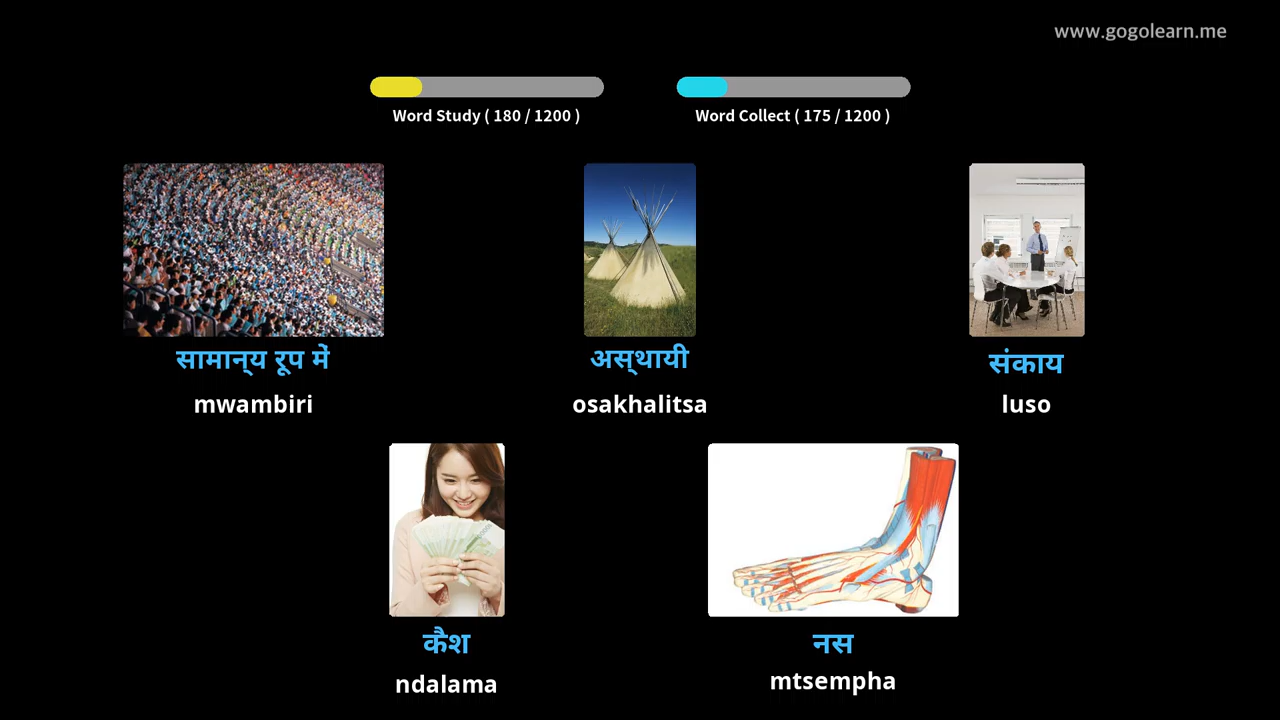 www.gogolearn.me
Word Study ( 180 / 1200 )
Word Collect ( 175 / 1200 )
सामान्य रूप में
mwambiri
अस्थायी
osakhalitsa
संकाय
luso
कैश
ndalama
नस
mtsempha